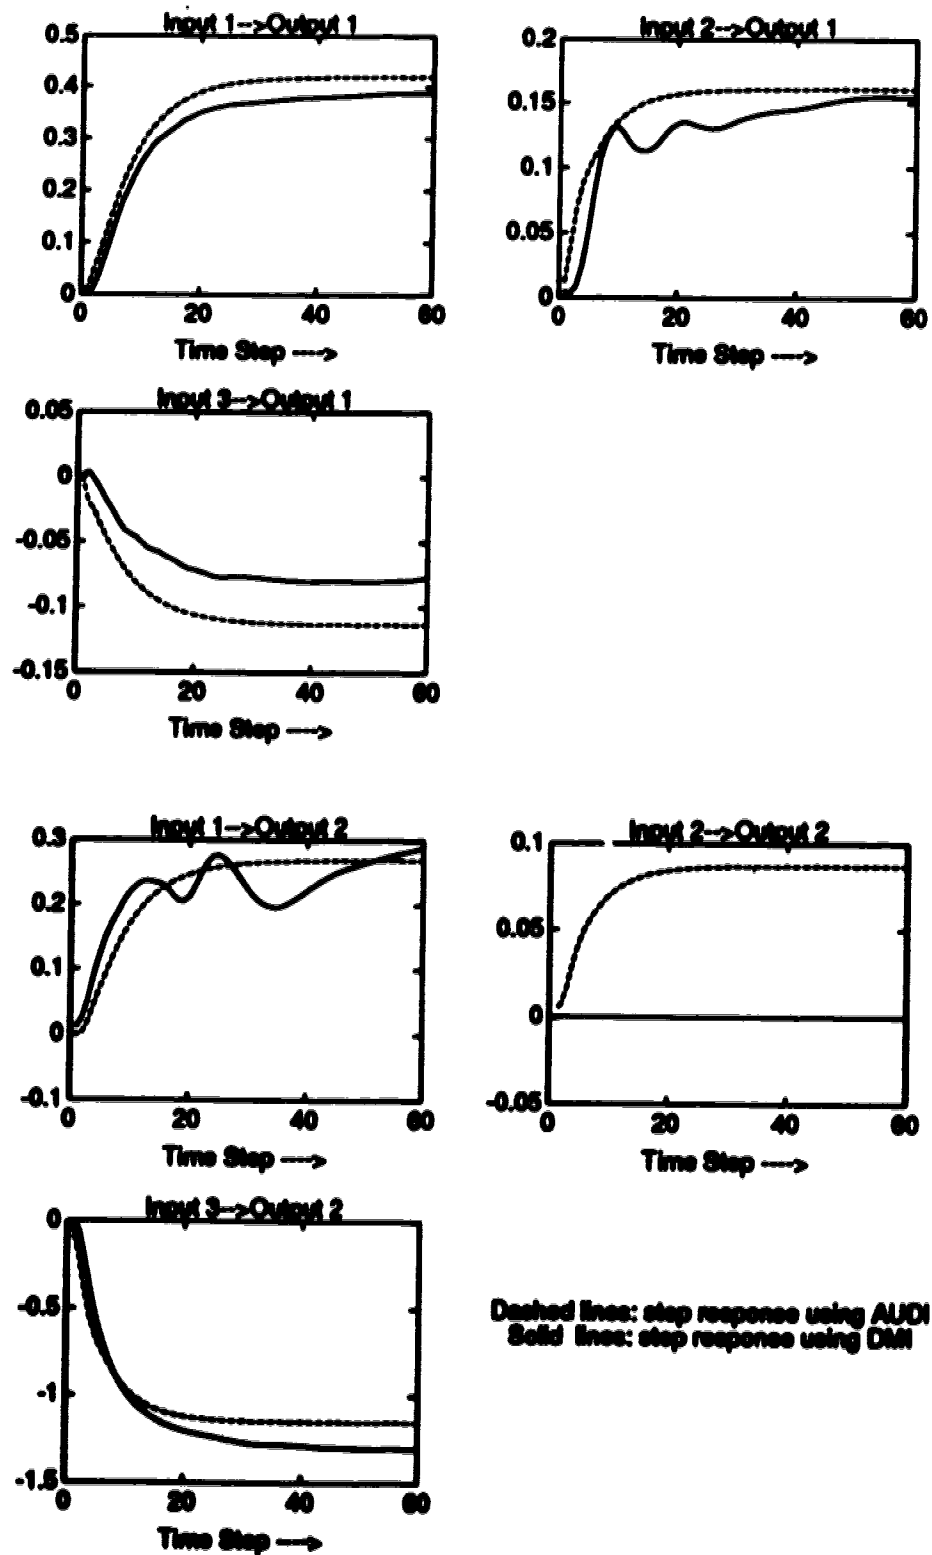 Input 1-->Output 1
0.5
0.4
0.3
0.2
0.1
0
0 20 40 60
Time Step ---->
Input 2-->Output 1
0.2
0.15
0.1
0.05
0
0 20 40 60
Time Step ---->
Input 3-->Output 1
0.05
0
-0.05
-0.1
-0.15
0 20 40 60
Time Step ---->
Input 1-->Output 2
0.3
0.2
0.1
0
-0.1
0 20 40 60
Time Step ---->
Input 2-->Output 2
0.1
0.05
0
-0.05
0 20 40 60
Time Step ---->
Input 3-->Output 2
0
-0.5
-1
-1.5
0 20 40 60
Time Step ---->
Dashed lines: step response using AUDI
Solid lines: step response using DMI